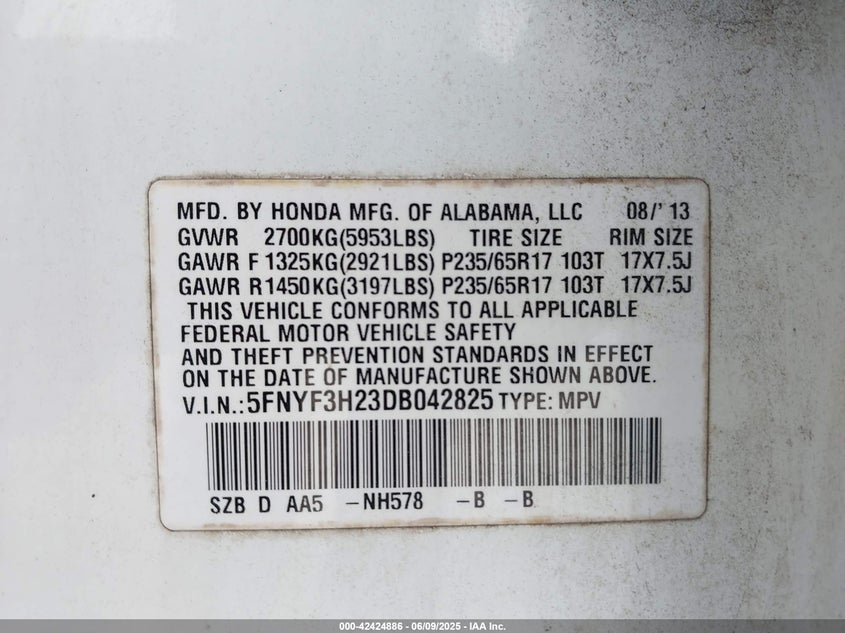 MFD. BY HONDA MFG. OF ALABAMA, LLC 08/' 13
GVWR 2700KG(5953LBS) TIRE SIZE RIM SIZE
GAWR F 1325KG(2921LBS) P235/65R17 103T 17X7.5J
GAWR R1450KG(3197LBS) P235/65R17 103T 17X7.5J
THIS VEHICLE CONFORMS TO ALL APPLICABLE
FEDERAL MOTOR VEHICLE SAFETY
AND THEFT PREVENTION STANDARDS IN EFFECT
ON THE DATE OF MANUFACTURE SHOWN ABOVE.
V.I.N.:5FNYF3H23DB042825 TYPE: MPV
SZB D AA5 –NH578 –B –B
000-42424886 - 06/09/2025 - IAA Inc.